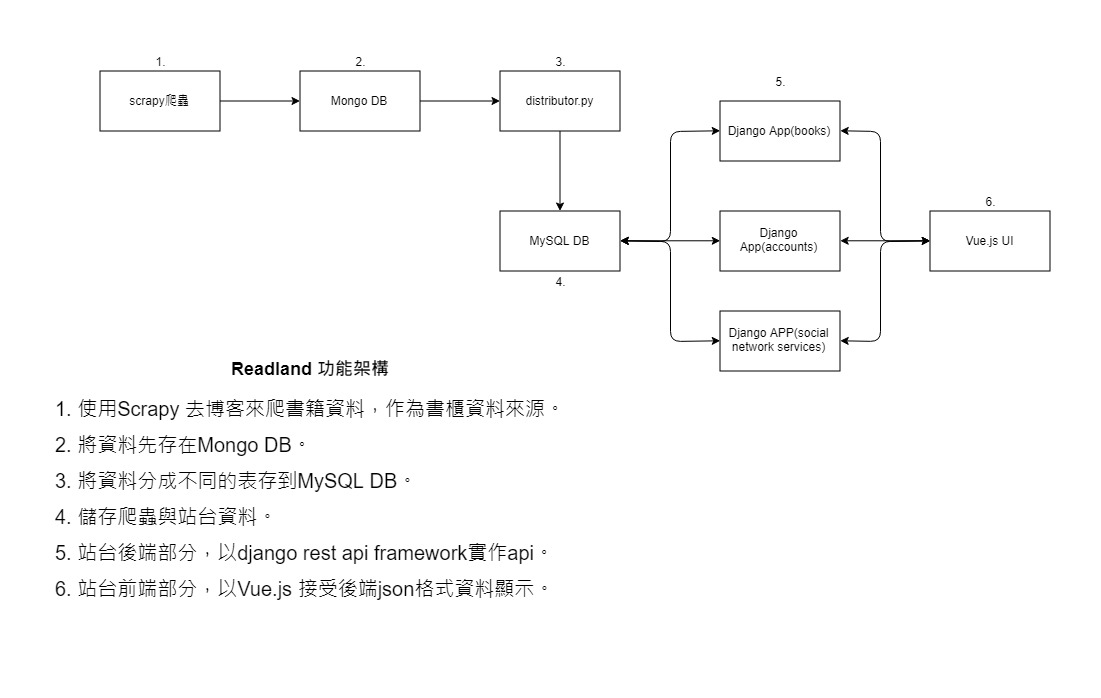 1.
scrapy爬蟲
2.
Mongo DB
3.
distributor.py
MySQL DB
4.
5.
Django App(books)
Django
App(accounts)
Django APP(social
network services)
6.
Vue.js UI
Readland 功能架構
1. 使用Scrapy 去博客來爬書籍資料，作為書櫃資料來源。
2. 將資料先存在Mongo DB。
3. 將資料分成不同的表存到MySQL DB。
4. 儲存爬蟲與站台資料。
5. 站台後端部分，以django rest api framework實作api。
6. 站台前端部分，以Vue.js 接受後端json格式資料顯示。